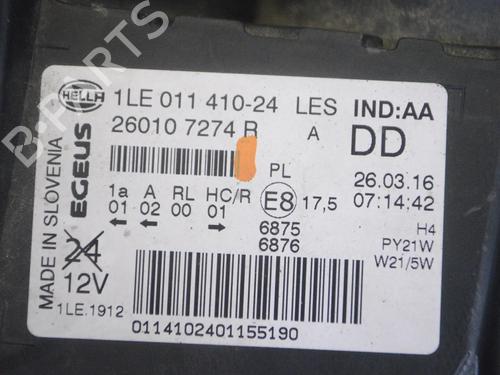 B-PARTS
HELLA
1LE 011 410-24 LES IND:AA
26010 7274 R A DD
PL
26.03.16
1a A RL HC/R E8 17,5 07:14:42
01 02 00 01
6875 H4
6876 PY21W
W21/5W
MADE IN SLOVENIA
EGEUS
24
12V
1LE.1912
0114102401155190